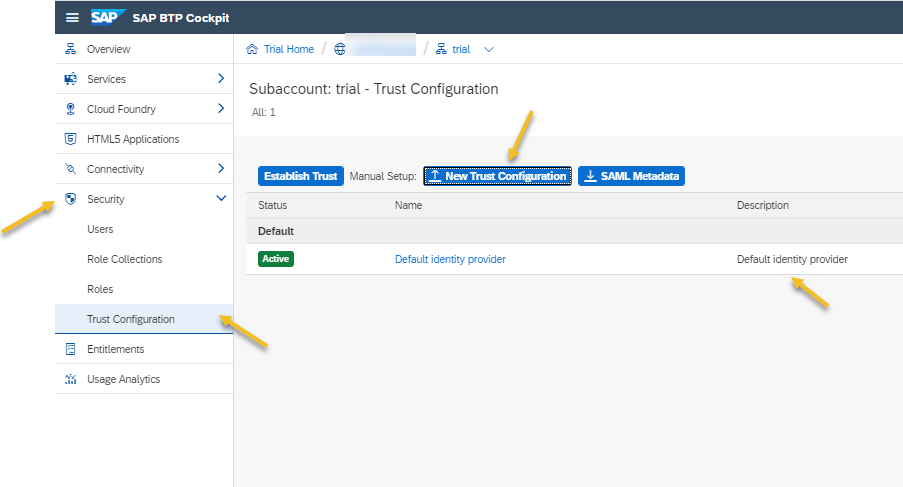 SAP SAP BTP Cockpit
Overview
Services
Cloud Foundry
HTML5 Applications
Connectivity
Security
Users
Role Collections
Roles
Trust Configuration
Entitlements
Usage Analytics
Trial Home / / trial
Subaccount: trial - Trust Configuration
All: 1
Establish Trust Manual Setup: New Trust Configuration SAML Metadata
Status Name Description
Default
Active Default identity provider Default identity provider